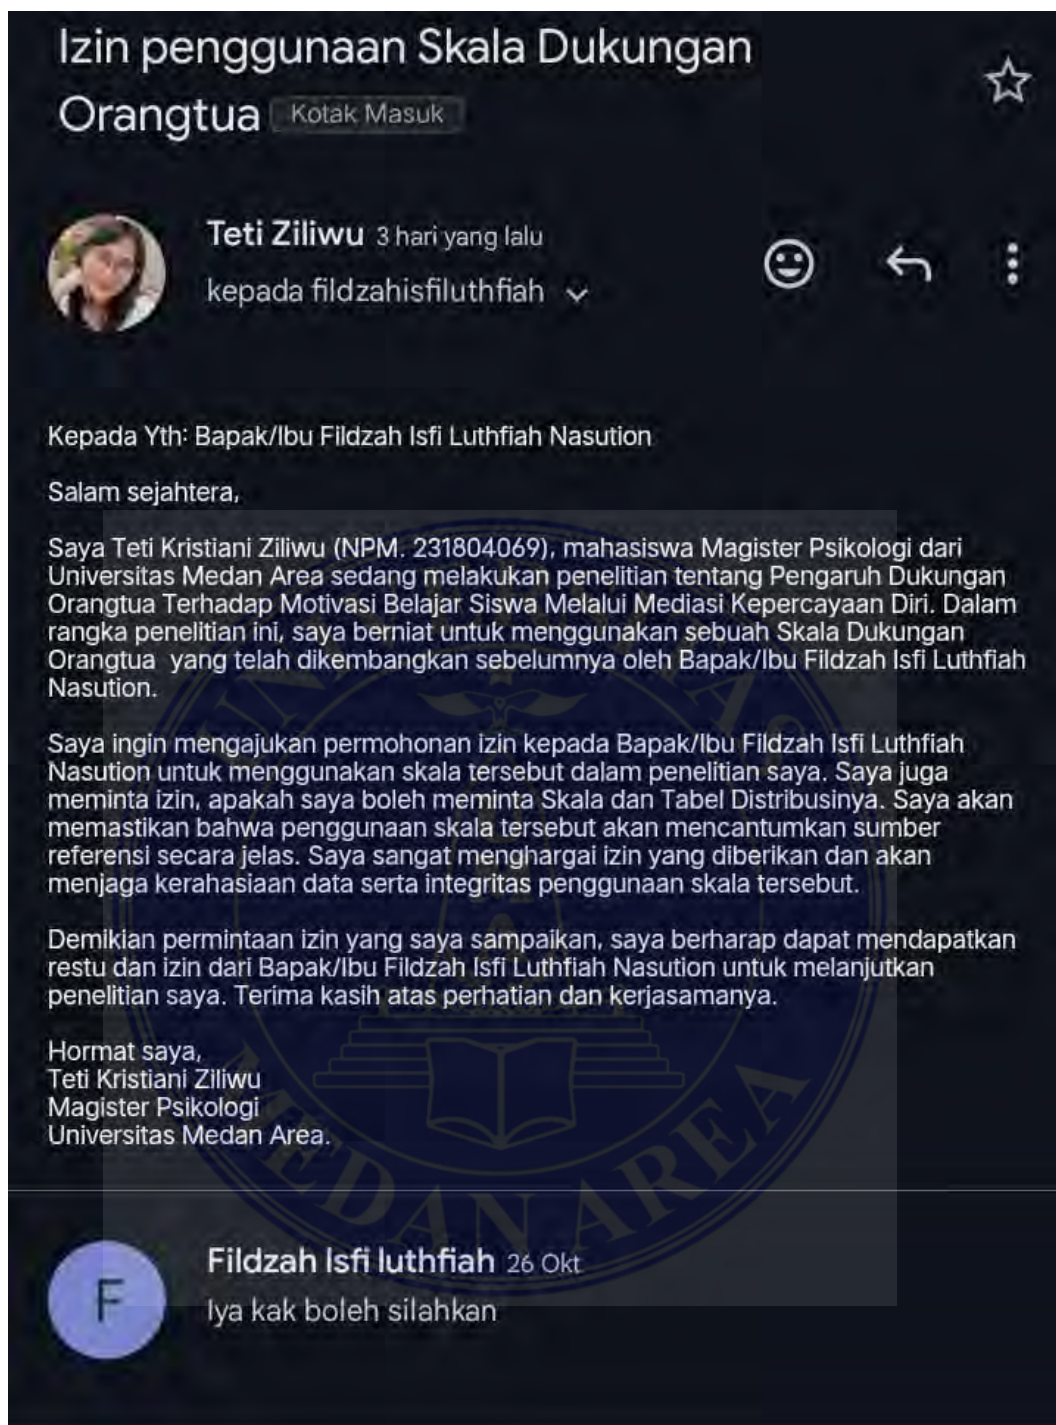 Izin penggunaan Skala Dukungan
Orangtua Kotak Masuk
Teti Ziliwu 3 hari yang lalu
kepada fildzahisfiluthfiah
Kepada Yth: Bapak/Ibu Fildzah Isfi Luthfiah Nasution
Salam sejahtera,
Saya Teti Kristiani Ziliwu (NPM. 231804069), mahasiswa Magister Psikologi dari
Universitas Medan Area sedang melakukan penelitian tentang Pengaruh Dukungan
Orangtua Terhadap Motivasi Belajar Siswa Melalui Mediasi Kepercayaan Diri. Dalam
rangka penelitian ini, saya berniat untuk menggunakan sebuah Skala Dukungan
Orangtua  yang telah dikembangkan sebelumnya oleh Bapak/Ibu Fildzah Isfi Luthfiah
Nasution.
Saya ingin mengajukan permohonan izin kepada Bapak/Ibu Fildzah Isfi Luthfiah
Nasution untuk menggunakan skala tersebut dalam penelitian saya. Saya juga
meminta izin, apakah saya boleh meminta Skala dan Tabel Distribusinya. Saya akan
memastikan bahwa penggunaan skala tersebut akan mencantumkan sumber
referensi secara jelas. Saya sangat menghargai izin yang diberikan dan akan
menjaga kerahasiaan data serta integritas penggunaan skala tersebut.
Demikian permintaan izin yang saya sampaikan, saya berharap dapat mendapatkan
restu dan izin dari Bapak/Ibu Fildzah Isfi Luthfiah Nasution untuk melanjutkan
penelitian saya. Terima kasih atas perhatian dan kerjasamanya.
Hormat saya,
Teti Kristiani Ziliwu
Magister Psikologi
Universitas Medan Area.
UNIVERSITAS
MEDAN AREA
Fildzah Isfi luthfiah 26 Okt
F
Iya kak boleh silahkan